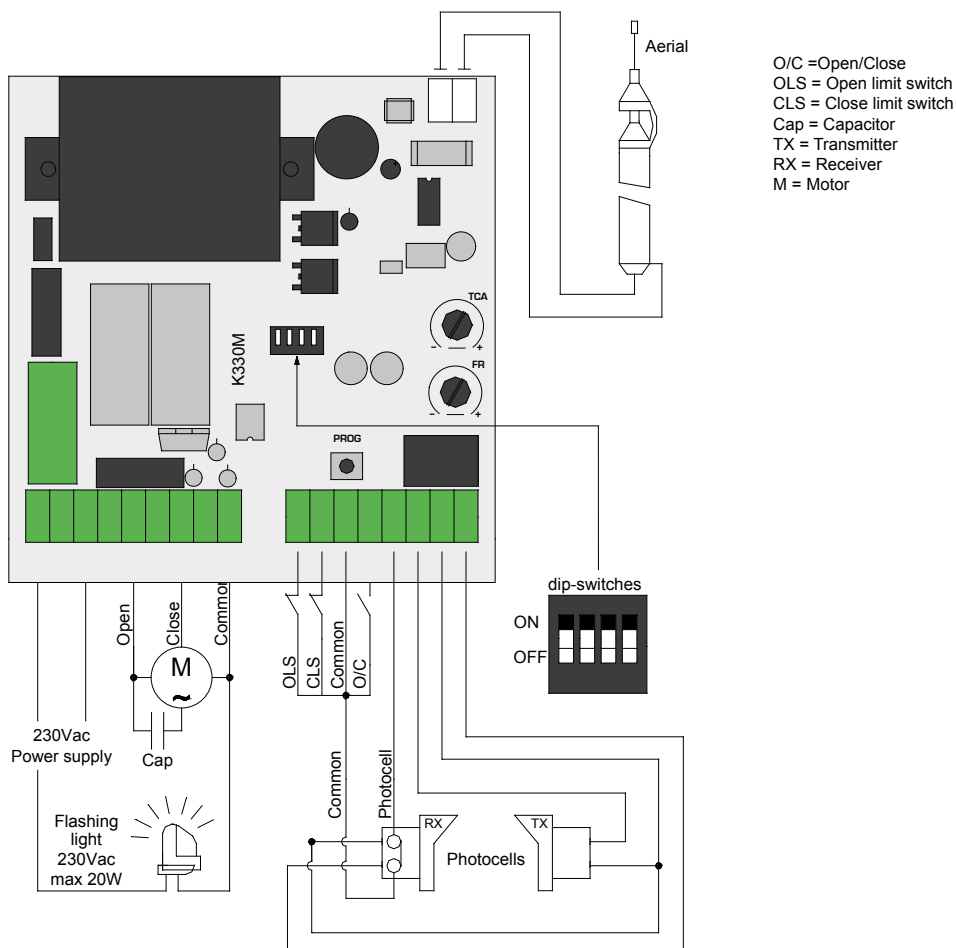 Aerial
O/C =Open/Close
OLS = Open limit switch
CLS = Close limit switch
Cap = Capacitor
TX = Transmitter
RX = Receiver
M = Motor
+
TCA
- +
K330M
FR
- +
PROG
dip-switches
ON
OFF
Open
Close
Common
OLS
CLS
Common
O/C
M
~
230Vac
Power supply
Cap
Common
Photocell
Flashing
light
230Vac
max 20W
RX
TX
Photocells